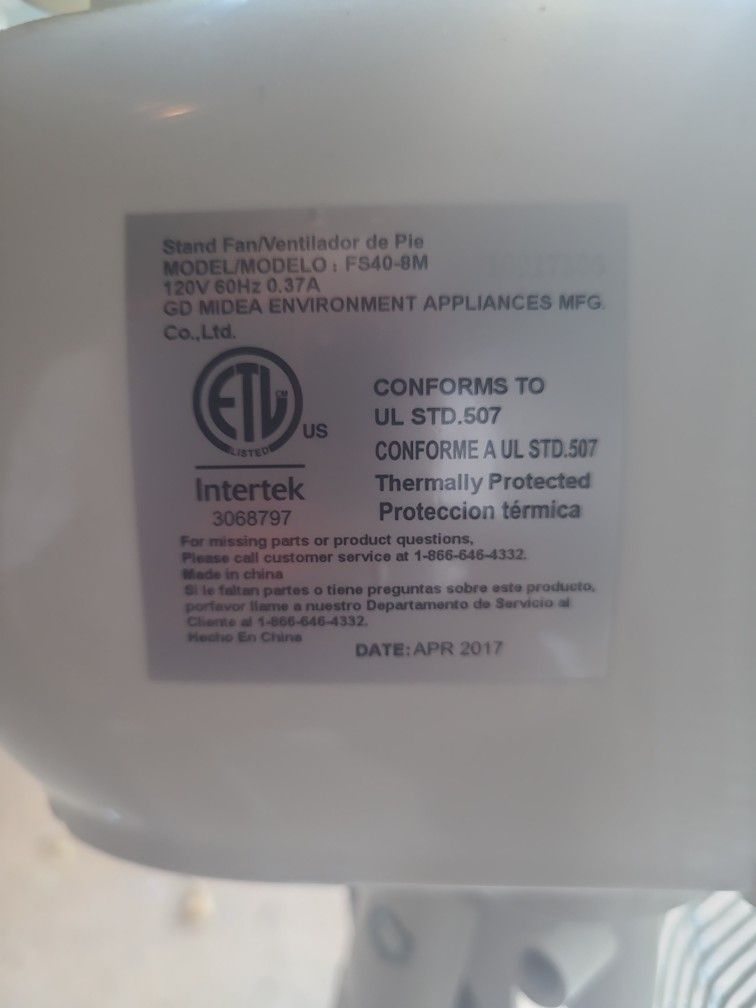 Stand Fan/Ventilador de Pie
MODEL/MODELO : FS40-8M
120V 60Hz 0.37A
GD MIDEA ENVIRONMENT APPLIANCES MFG.
Co.,Ltd.
ETL CM
LISTED
US
Intertek
3068797
CONFORMS TO
UL STD.507
CONFORME A UL STD.507
Thermally Protected
Proteccion térmica
For missing parts or product questions,
Please call customer service at 1-866-646-4332.
Made in china
Si le faltan partes o tiene preguntas sobre este producto,
porfavor llame a nuestro Departamento de Servicio al
Cliente al 1-866-646-4332.
Hecho En China
DATE: APR 2017